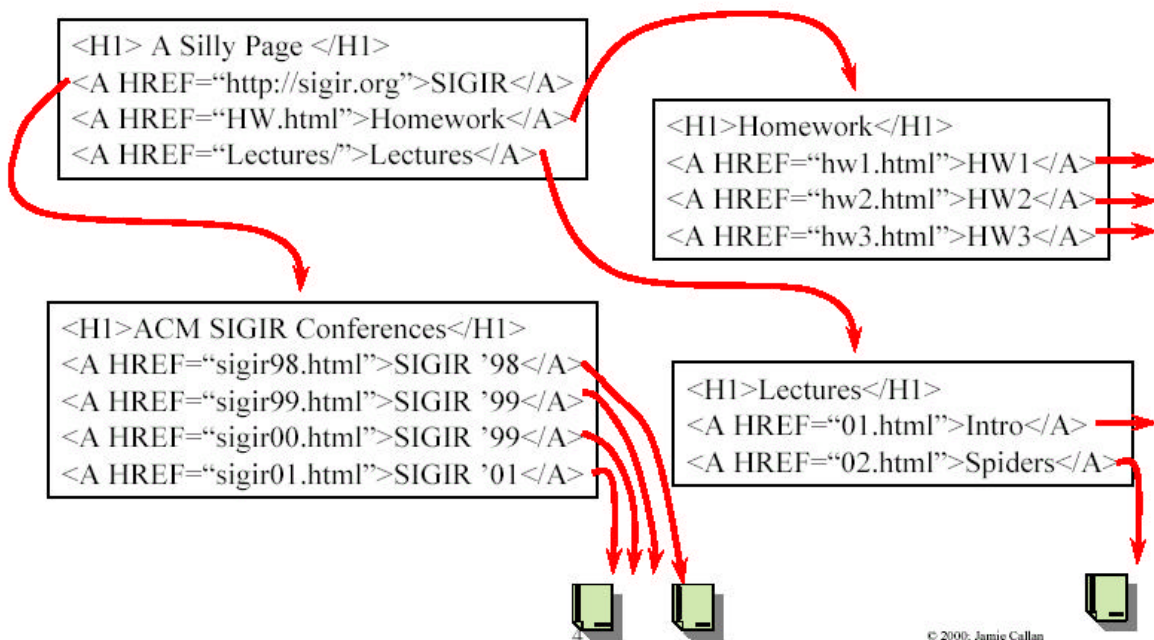 <H1> A Silly Page </H1>
<A HREF=“http://sigir.org”>SIGIR</A>
<A HREF=“HW.html”>Homework</A>
<A HREF=“Lectures/”>Lectures</A>
<H1>Homework</H1>
<A HREF=“hw1.html”>HW1</A>
<A HREF=“hw2.html”>HW2</A>
<A HREF=“hw3.html”>HW3</A>
<H1>ACM SIGIR Conferences</H1>
<A HREF=“sigir98.html”>SIGIR ’98</A>
<A HREF=“sigir99.html”>SIGIR ’99</A>
<A HREF=“sigir00.html”>SIGIR ’99</A>
<A HREF=“sigir01.html”>SIGIR ’01</A>
<H1>Lectures</H1>
<A HREF=“01.html”>Intro</A>
<A HREF=“02.html”>Spiders</A>
4
© 2000, Jamie Callan